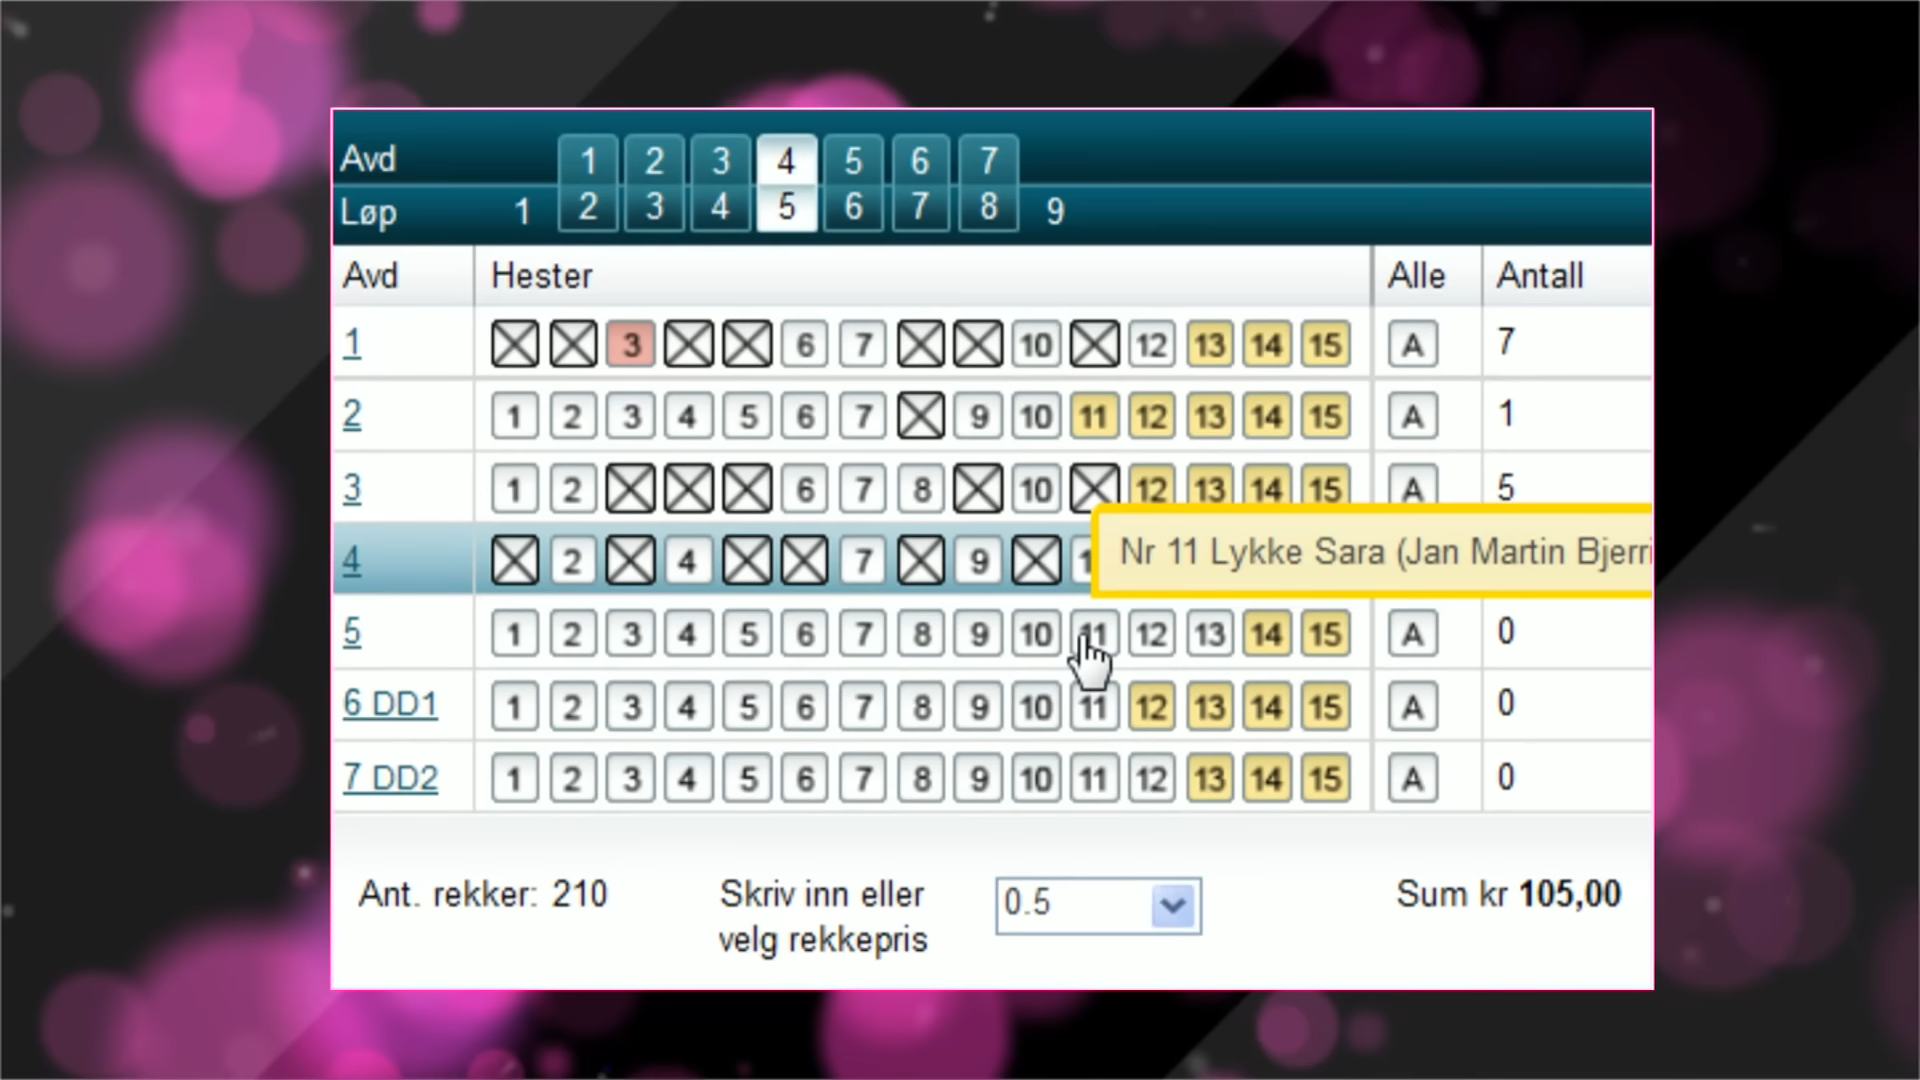 Avd 1 2 3 4 5 6 7
Løp 1 2 3 4 5 6 7 8 9
Avd Hester Alle Antall
1 3 6 7 10 12 13 14 15 A 7
2 1 2 3 4 5 6 7 9 10 11 12 13 14 15 A 1
3 1 2 6 7 8 10 12 13 14 15 A 5
4 2 4 7 9
Nr 11 Lykke Sara (Jan Martin
5 1 2 3 4 5 6 7 8 9 10 11 12 13 14 15 A 0
6 DD1 1 2 3 4 5 6 7 8 9 10 11 12 13 14 15 A 0
7 DD2 1 2 3 4 5 6 7 8 9 10 11 12 13 14 15 A 0
Ant. rekker: 210 Skriv inn eller 0.5 Sum kr 105,00
velg rekkepris